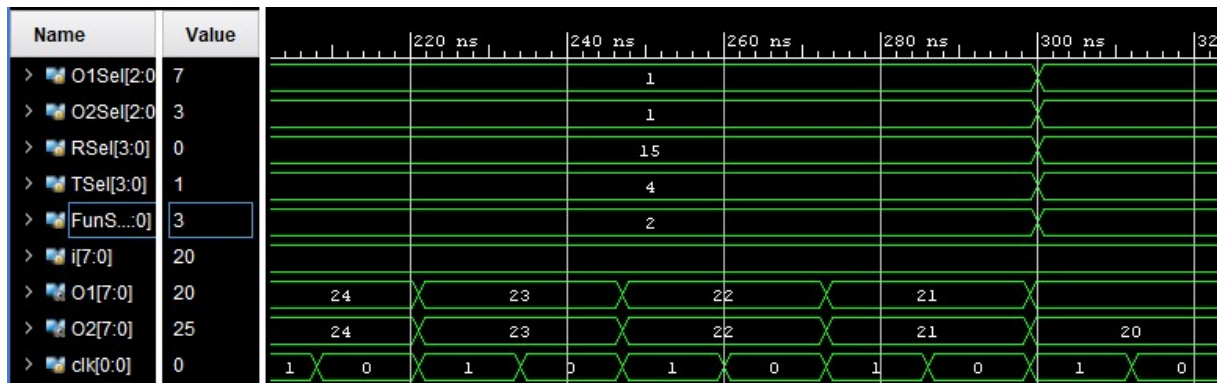 Name Value 220 ns 240 ns 260 ns 280 ns 300 ns 32
> O1Sel[2:0 7 1
> O2Sel[2:0 3 1
> RSel[3:0] 0 15
> TSel[3:0] 1 4
> FunS...:0] 3 2
> i[7:0] 20
> O1[7:0] 20 24 23 22 21
> O2[7:0] 25 24 23 22 21 20
> clk[0:0] 0 1 0 1 0 1 0 1 0 1 0